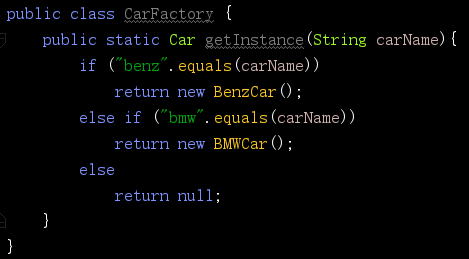 public class CarFactory {
    public static Car getInstance(String carName){
        if ("benz".equals(carName))
            return new BenzCar();
        else if ("bmw".equals(carName))
            return new BMWCar();
        else
            return null;
    }
}